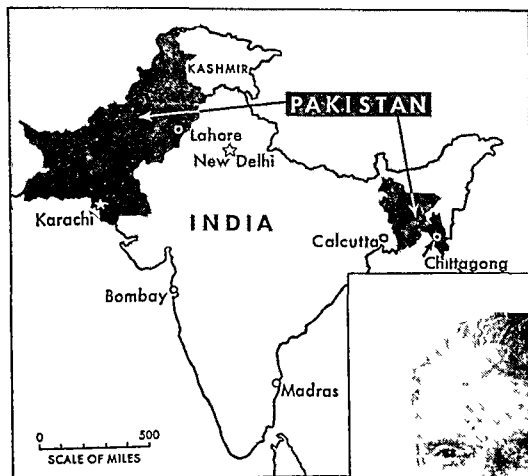 KASHMIR
PAKISTAN
Lahore
New Delhi
Karachi
INDIA
Calcutta
Chittagong
Bombay
Madras
0 500
SCALE OF MILES